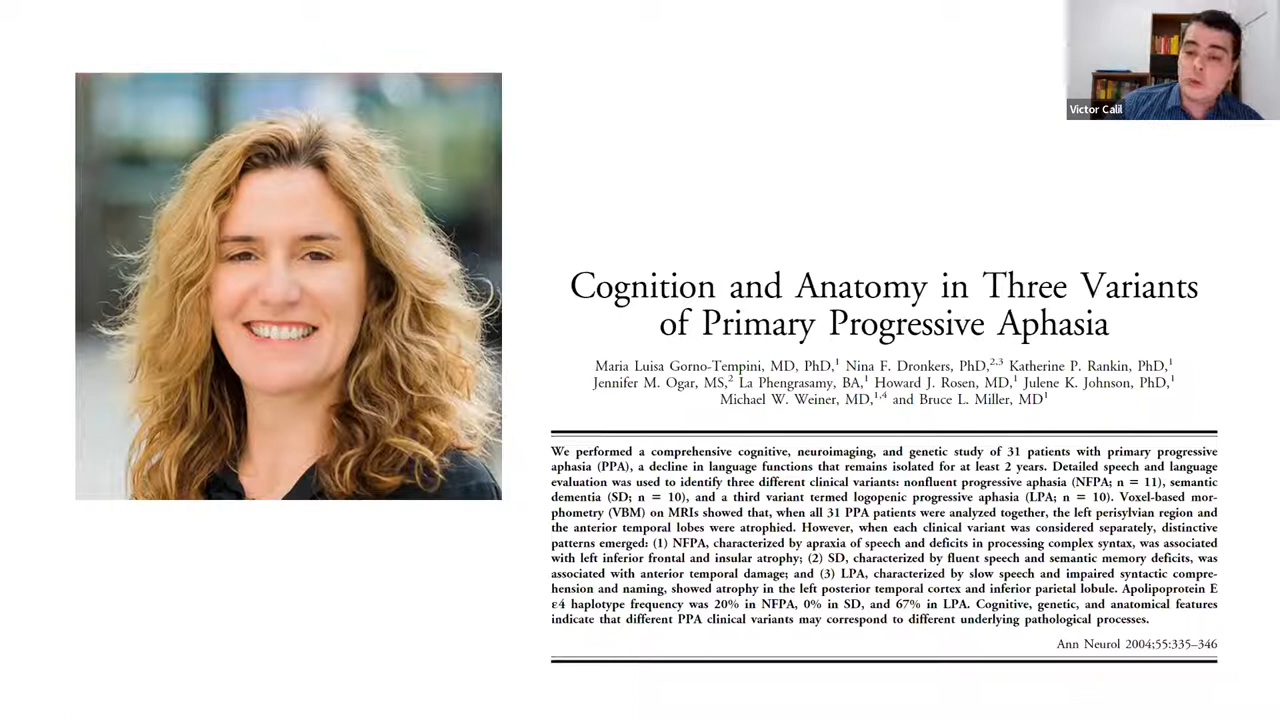 Victor Calil
Cognition and Anatomy in Three Variants
of Primary Progressive Aphasia
Maria Luisa Gorno-Tempini, MD, PhD,1 Nina F. Dronkers, PhD,2,3 Katherine P. Rankin, PhD,1
Jennifer M. Ogar, MS,2 La Phengrasamy, BA,1 Howard J. Rosen, MD,1 Julene K. Johnson, PhD,1
Michael W. Weiner, MD,1,4 and Bruce L. Miller, MD1
We performed a comprehensive cognitive, neuroimaging, and genetic study of 31 patients with primary progressive
aphasia (PPA), a decline in language functions that remains isolated for at least 2 years. Detailed speech and language
evaluation was used to identify three different clinical variants: nonfluent progressive aphasia (NFPA; n = 11), semantic
dementia (SD; n = 10), and a third variant termed logopenic progressive aphasia (LPA; n = 10). Voxel-based mor-
phometry (VBM) on MRIs showed that, when all 31 PPA patients were analyzed together, the left perisylvian region and
the anterior temporal lobes were atrophied. However, when each clinical variant was considered separately, distinctive
patterns emerged: (1) NFPA, characterized by apraxia of speech and deficits in processing complex syntax, was associated
with left inferior frontal and insular atrophy; (2) SD, characterized by fluent speech and semantic memory deficits, was
associated with anterior temporal damage; and (3) LPA, characterized by slow speech and impaired syntactic compre-
hension and naming, showed atrophy in the left posterior temporal cortex and inferior parietal lobule. Apolipoprotein E
ε4 haplotype frequency was 20% in NFPA, 0% in SD, and 67% in LPA. Cognitive, genetic, and anatomical features
indicate that different PPA clinical variants may correspond to different underlying pathological processes.
Ann Neurol 2004;55:335–346